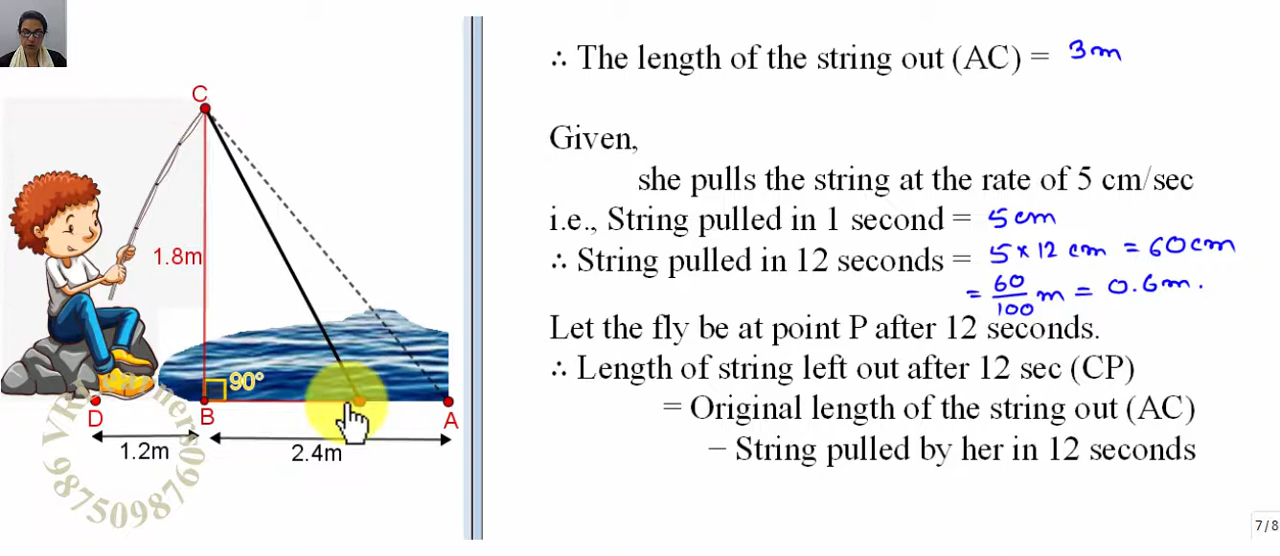 ∴ The length of the string out (AC) = 3m
Given,
she pulls the string at the rate of 5 cm/sec
i.e., String pulled in 1 second = 5cm
∴ String pulled in 12 seconds = 5×12 cm = 60cm
= 60/100 m = 0.6m.
Let the fly be at point P after 12 seconds.
∴ Length of string left out after 12 sec (CP)
= Original length of the string out (AC)
− String pulled by her in 12 seconds
C
1.8m
90°
D
B
A
1.2m
2.4m
9875098760
7/8